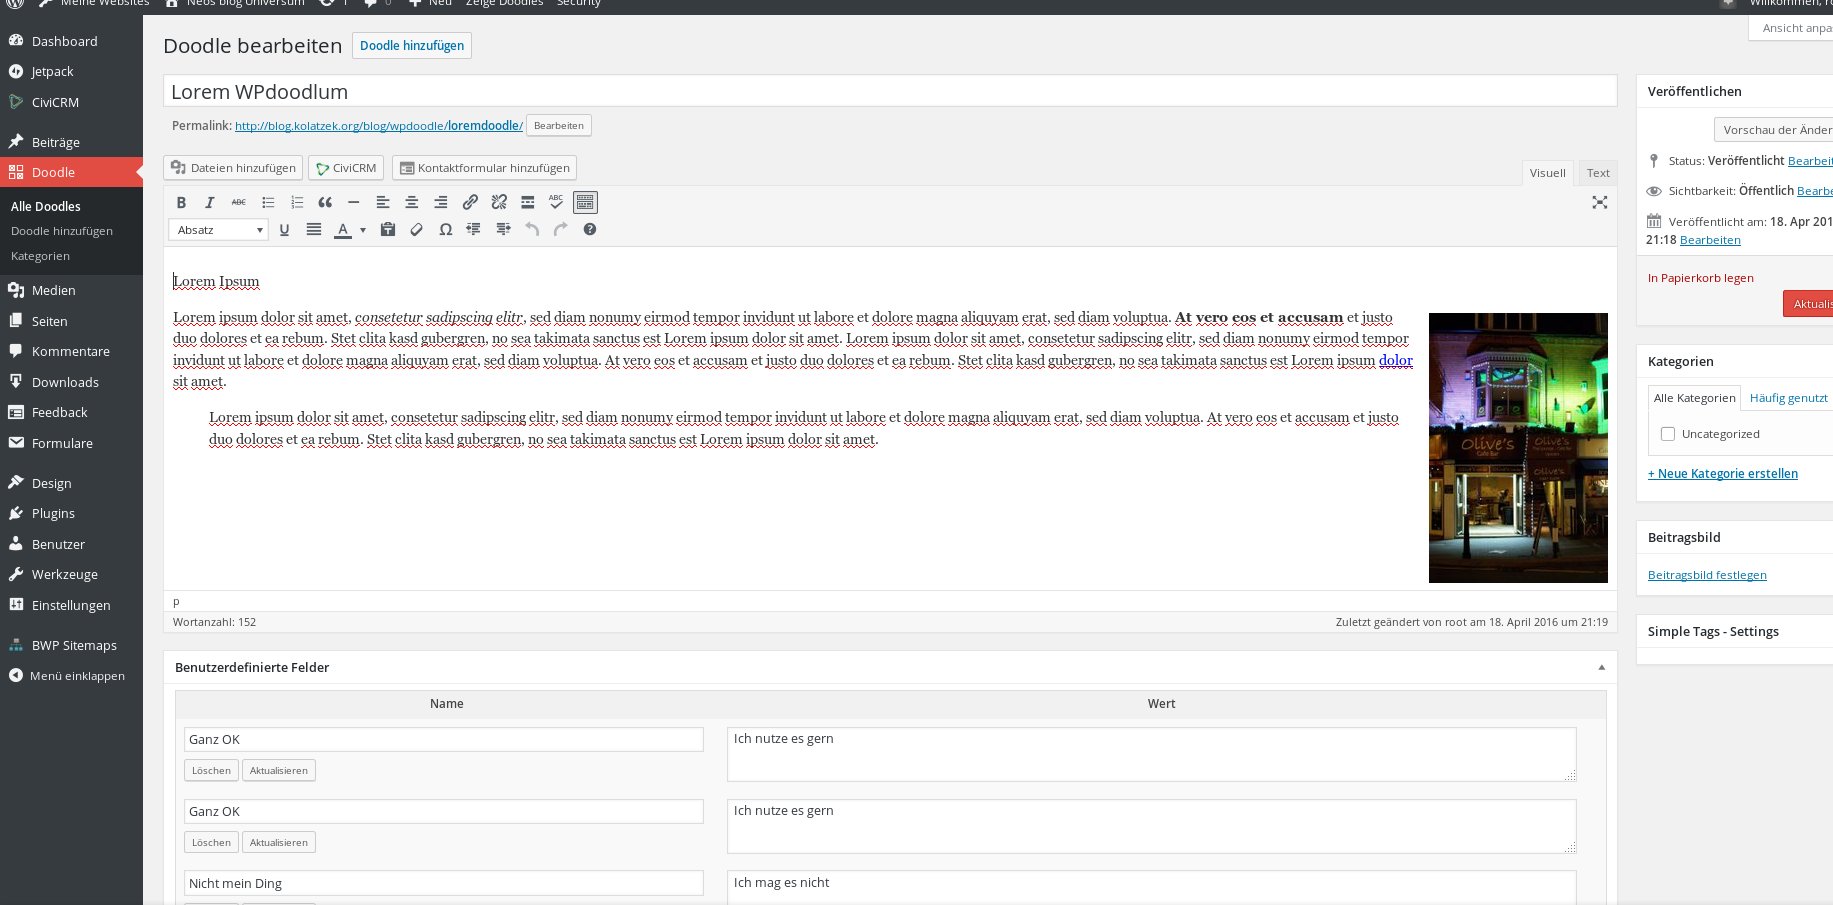 Meine Websites Neos blog Universum 1 0 Neu Zeige Doodles Security Willkommen,
Ansicht anpa
Dashboard
Jetpack
CiviCRM
Beiträge
Doodle
Alle Doodles
Doodle hinzufügen
Kategorien
Medien
Seiten
Kommentare
Downloads
Feedback
Formulare
Design
Plugins
Benutzer
Werkzeuge
Einstellungen
BWP Sitemaps
Menü einklappen
Doodle bearbeiten Doodle hinzufügen
Lorem WPdoodlum
Permalink: http://blog.kolatzek.org/blog/wpdoodle/loremdoodle/ Bearbeiten
Dateien hinzufügen CiviCRM Kontaktformular hinzufügen
Visuell Text
B I ABC ABC
Absatz U A Ω
Lorem Ipsum
Lorem ipsum dolor sit amet, consetetur sadipscing elitr, sed diam nonumy eirmod tempor invidunt ut labore et dolore magna aliquyam erat, sed diam voluptua. At vero eos et accusam et justo
duo dolores et ea rebum. Stet clita kasd gubergren, no sea takimata sanctus est Lorem ipsum dolor sit amet. Lorem ipsum dolor sit amet, consetetur sadipscing elitr, sed diam nonumy eirmod tempor
invidunt ut labore et dolore magna aliquyam erat, sed diam voluptua. At vero eos et accusam et justo duo dolores et ea rebum. Stet clita kasd gubergren, no sea takimata sanctus est Lorem ipsum dolor
sit amet.
Lorem ipsum dolor sit amet, consetetur sadipscing elitr, sed diam nonumy eirmod tempor invidunt ut labore et dolore magna aliquyam erat, sed diam voluptua. At vero eos et accusam et justo
duo dolores et ea rebum. Stet clita kasd gubergren, no sea takimata sanctus est Lorem ipsum dolor sit amet.
Olive's
Cafe Bar
Olive's
p
Wortanzahl: 152
Zuletzt geändert von root am 18. April 2016 um 21:19
Benutzerdefinierte Felder
Name Wert
Ganz OK Ich nutze es gern
Löschen Aktualisieren
Ganz OK Ich nutze es gern
Löschen Aktualisieren
Nicht mein Ding Ich mag es nicht
Veröffentlichen
Vorschau der Änder
Status: Veröffentlicht Bearbeit
Sichtbarkeit: Öffentlich Bearbe
Veröffentlicht am: 18. Apr 201
21:18 Bearbeiten
In Papierkorb legen
Aktualis
Kategorien
Alle Kategorien Häufig genutzt
Uncategorized
+ Neue Kategorie erstellen
Beitragsbild
Beitragsbild festlegen
Simple Tags - Settings